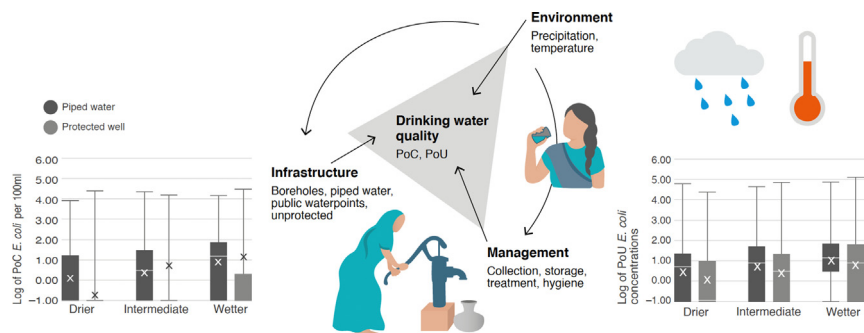 Piped water
Protected well
Log of PoC E. coli per 100ml
6.00
5.00
4.00
3.00
2.00
1.00
0.00
−1.00
Drier
Intermediate
Wetter
Environment
Precipitation,
temperature
Drinking water
quality
PoC, PoU
Infrastructure
Boreholes, piped water,
public waterpoints,
unprotected
Management
Collection, storage,
treatment, hygiene
Log of PoU E. coli
concentrations
6.00
5.00
4.00
3.00
2.00
1.00
0.00
−1.00
Drier
Intermediate
Wetter